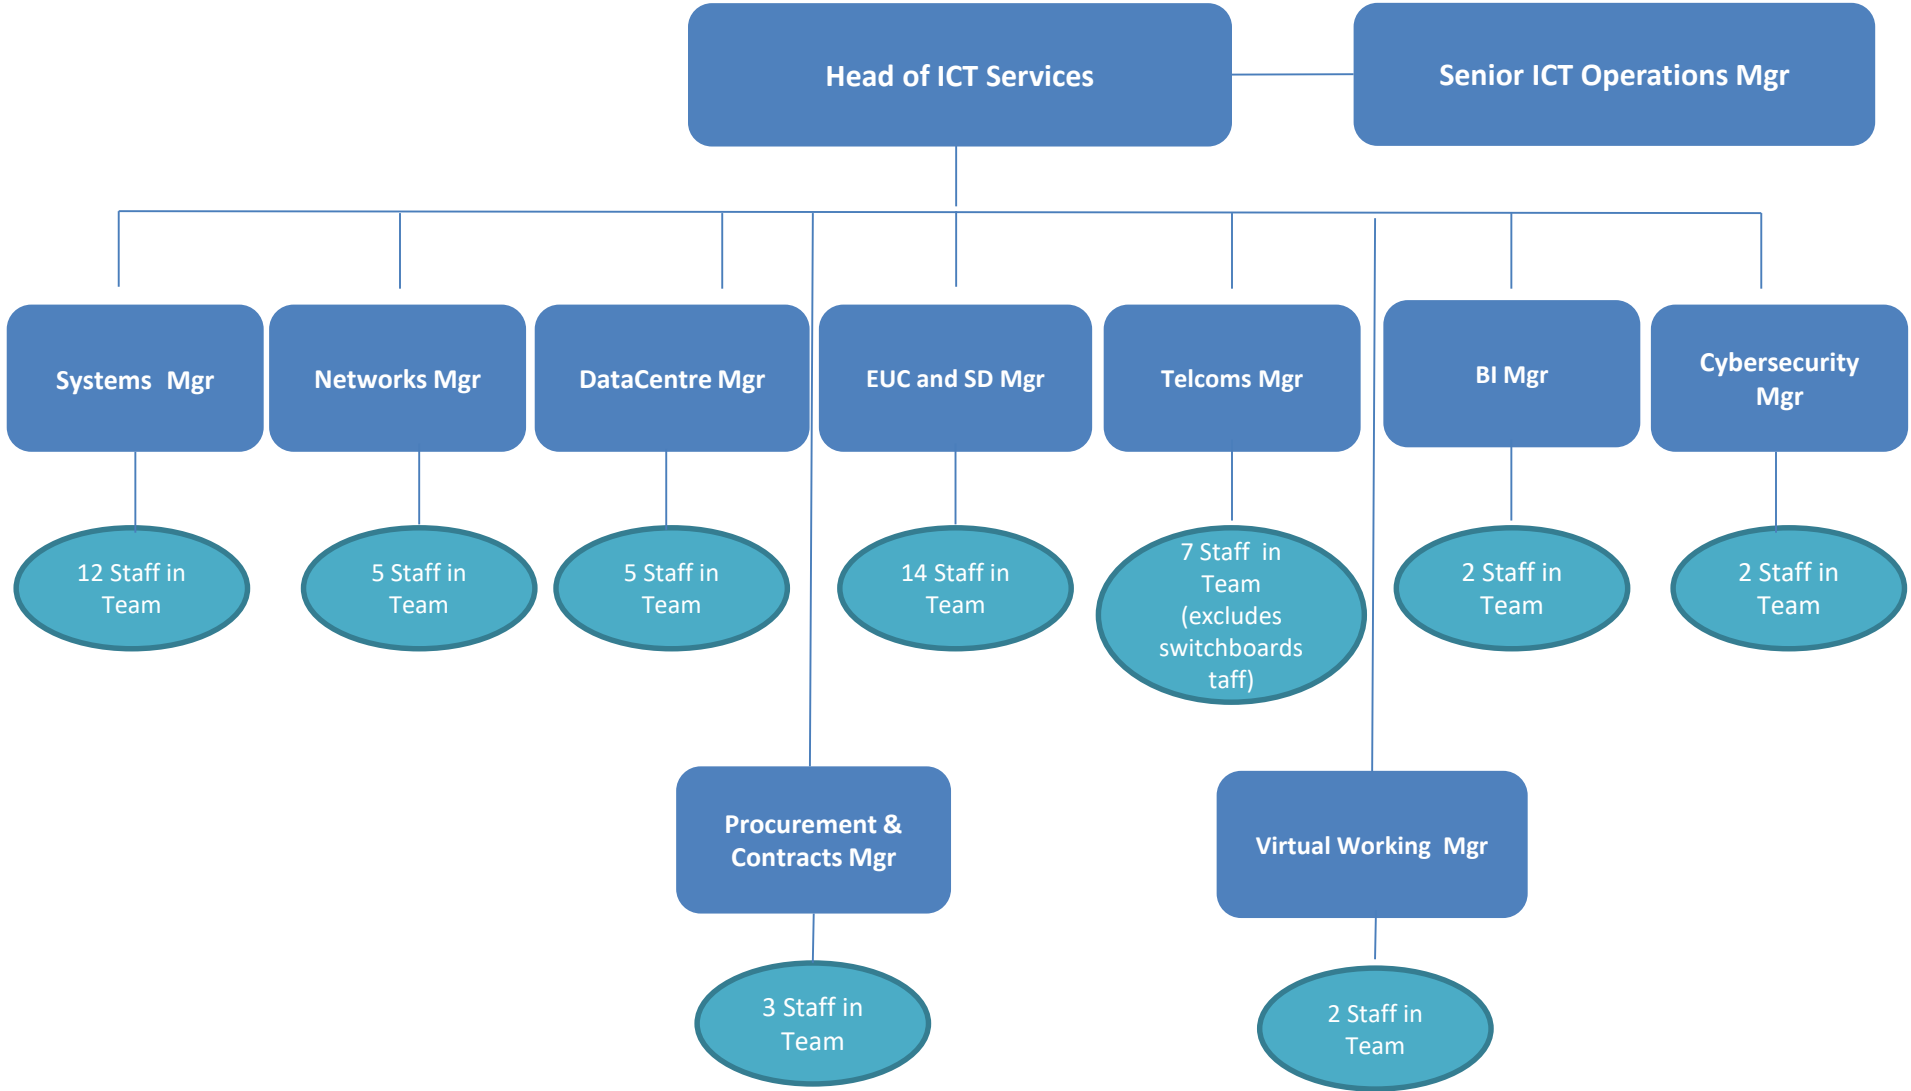 Head of ICT Services
Senior ICT Operations Mgr
Systems  Mgr
Networks Mgr
DataCentre Mgr
EUC and SD Mgr
Telcoms Mgr
BI Mgr
Cybersecurity
Mgr
12 Staff in
Team
5 Staff in
Team
5 Staff in
Team
14 Staff in
Team
7 Staff  in
Team
(excludes
switchboards
taff)
2 Staff in
Team
2 Staff in
Team
Procurement &
Contracts Mgr
Virtual Working  Mgr
3 Staff in
Team
2 Staff in
Team